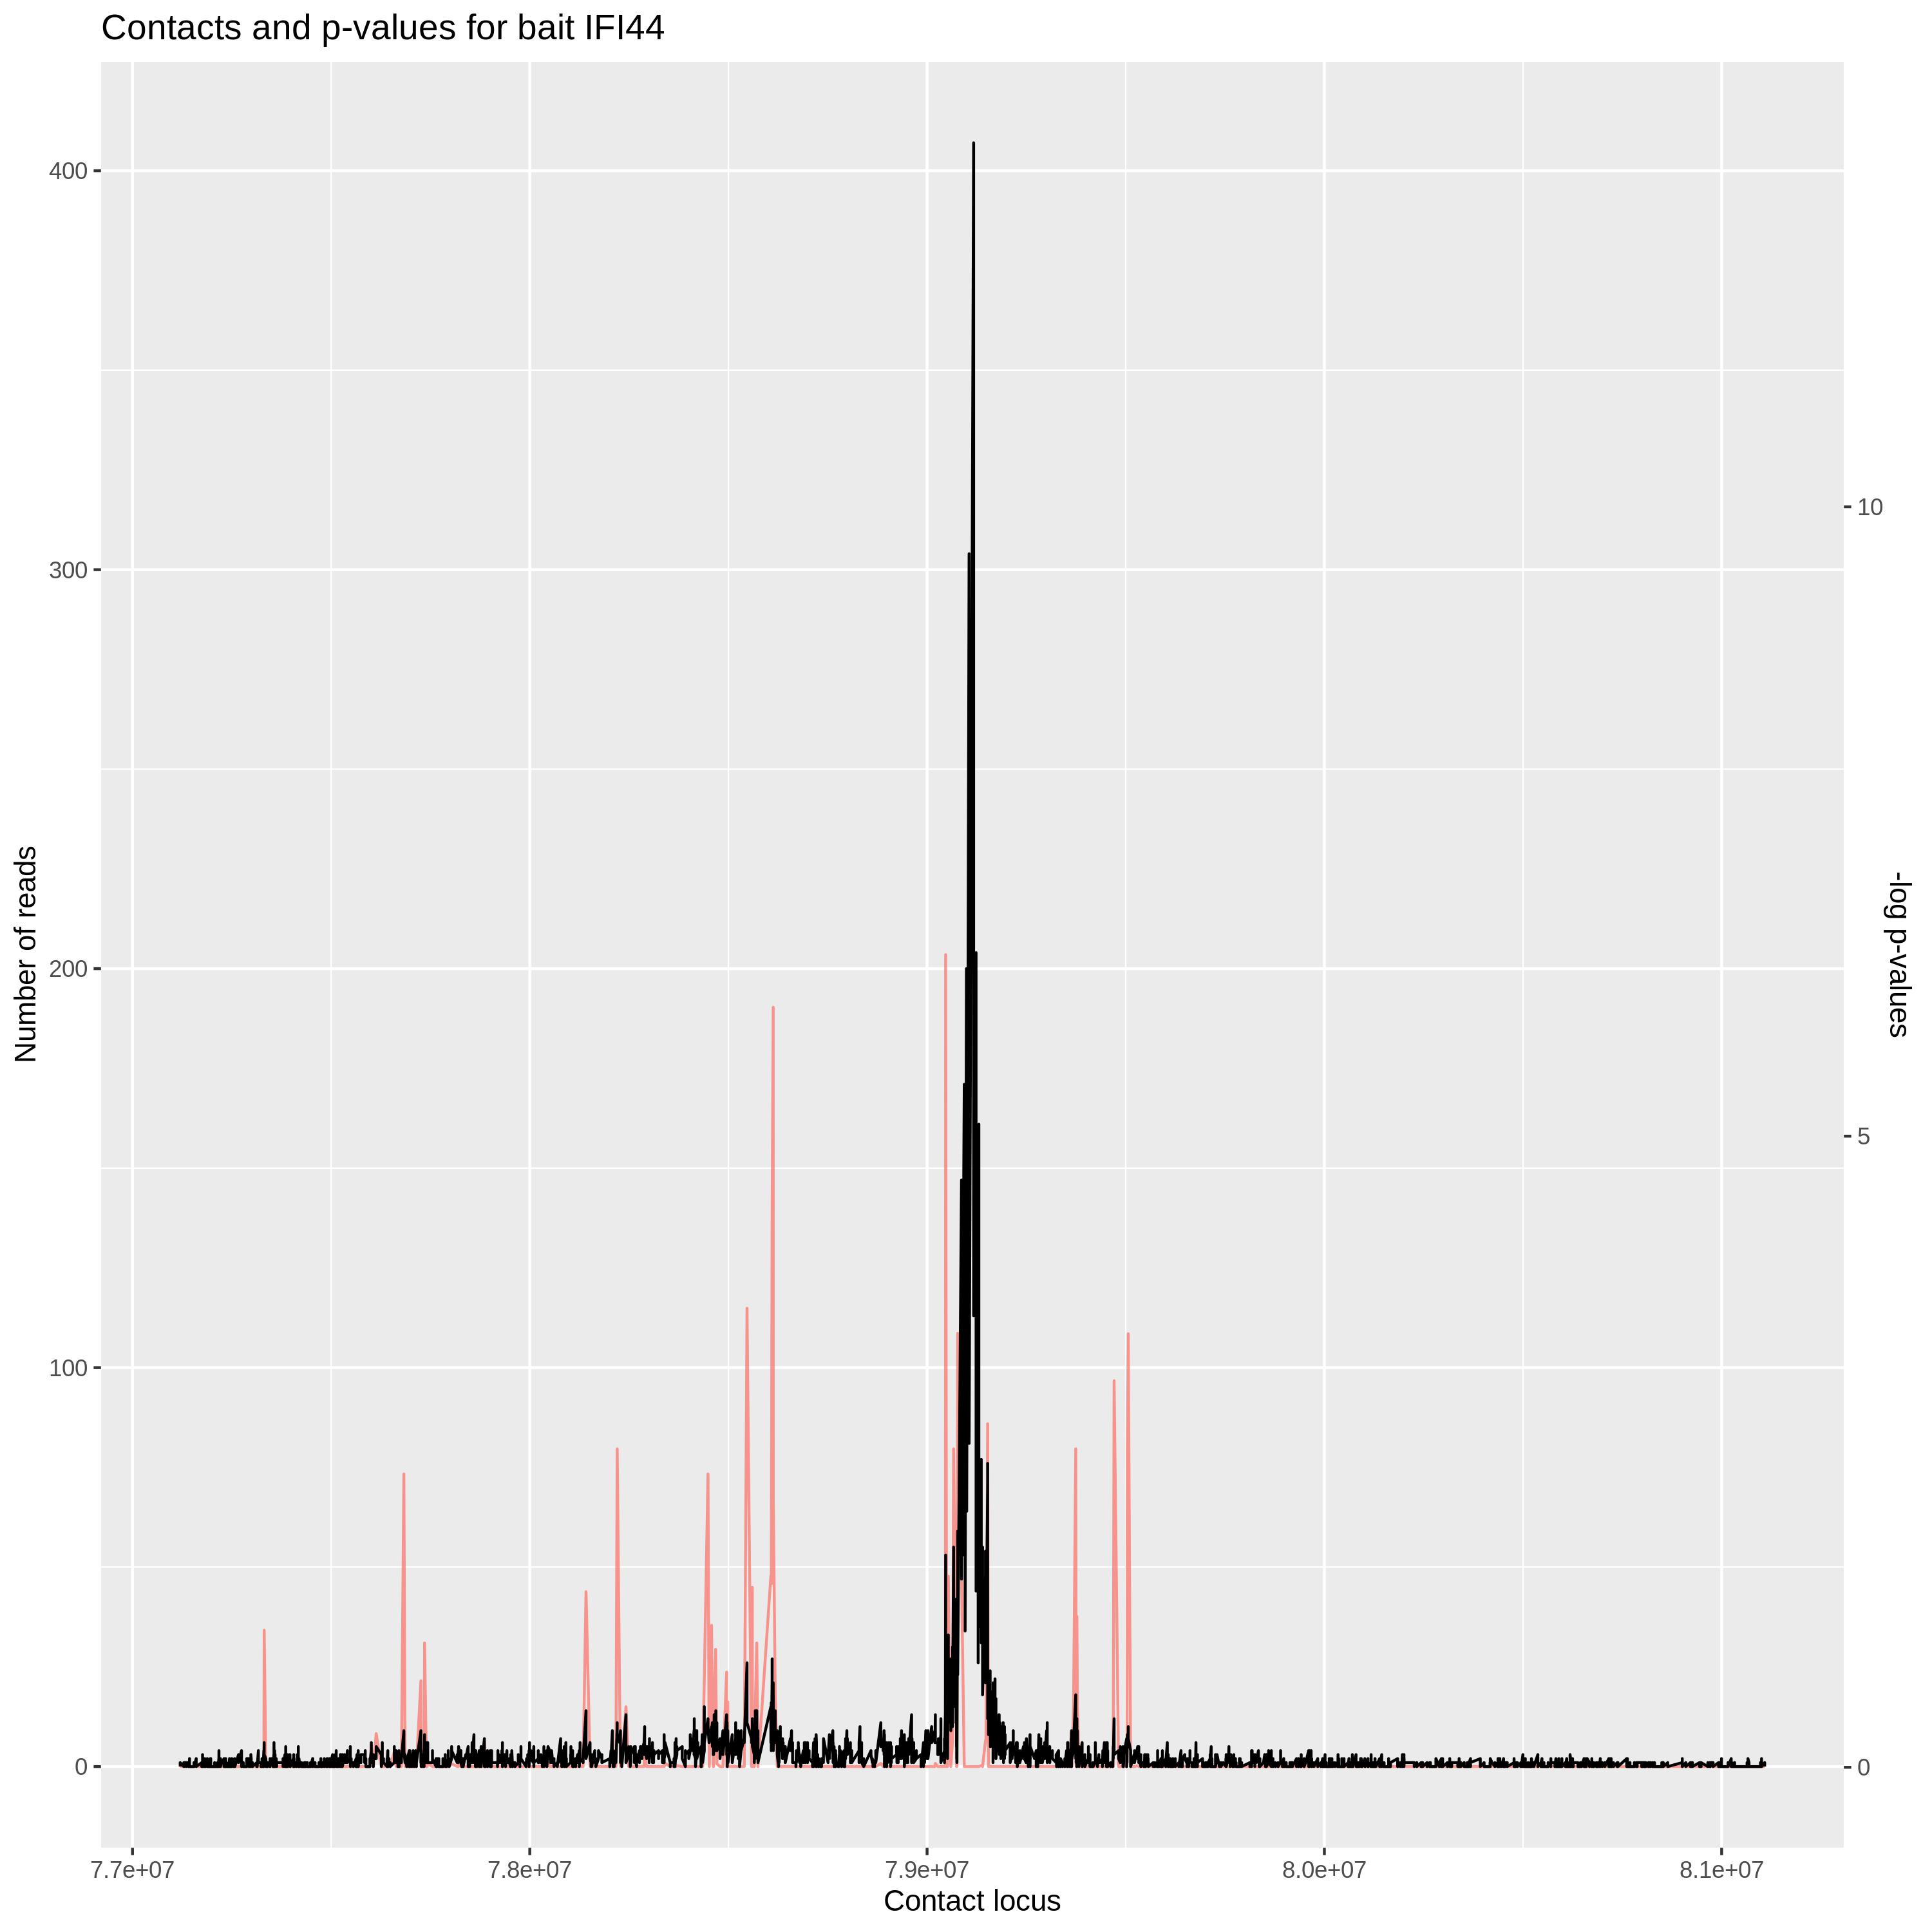 Contacts and p-values for bait IFI44
400
300
200
100
0
Number of reads
10
5
0
-log p-values
7.7e+07
7.8e+07
7.9e+07
8.0e+07
8.1e+07
Contact locus